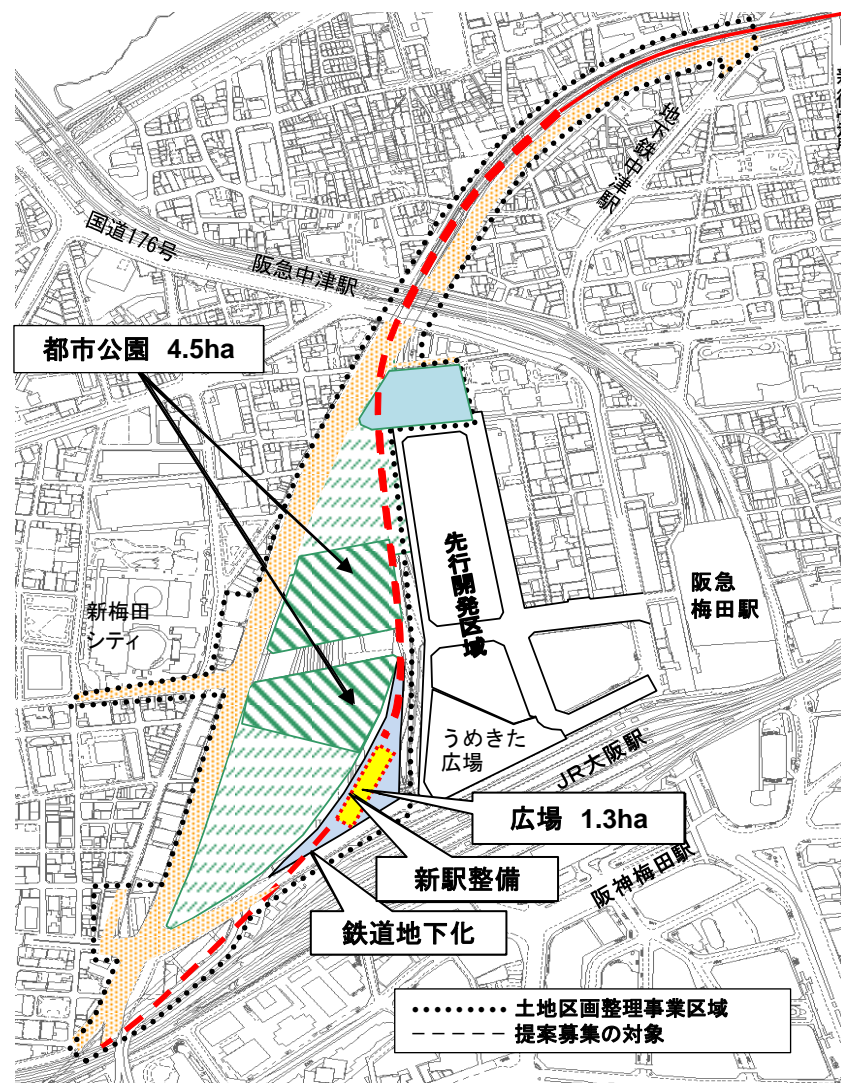 地下鉄中津駅
国道176号
阪急中津駅
都市公園 4.5ha
先行開発区域
阪急
梅田駅
新梅田
シティ
うめきた
広場
JR大阪駅
広場 1.3ha
新駅整備
阪神梅田駅
鉄道地下化
土地区画整理事業区域
提案募集の対象